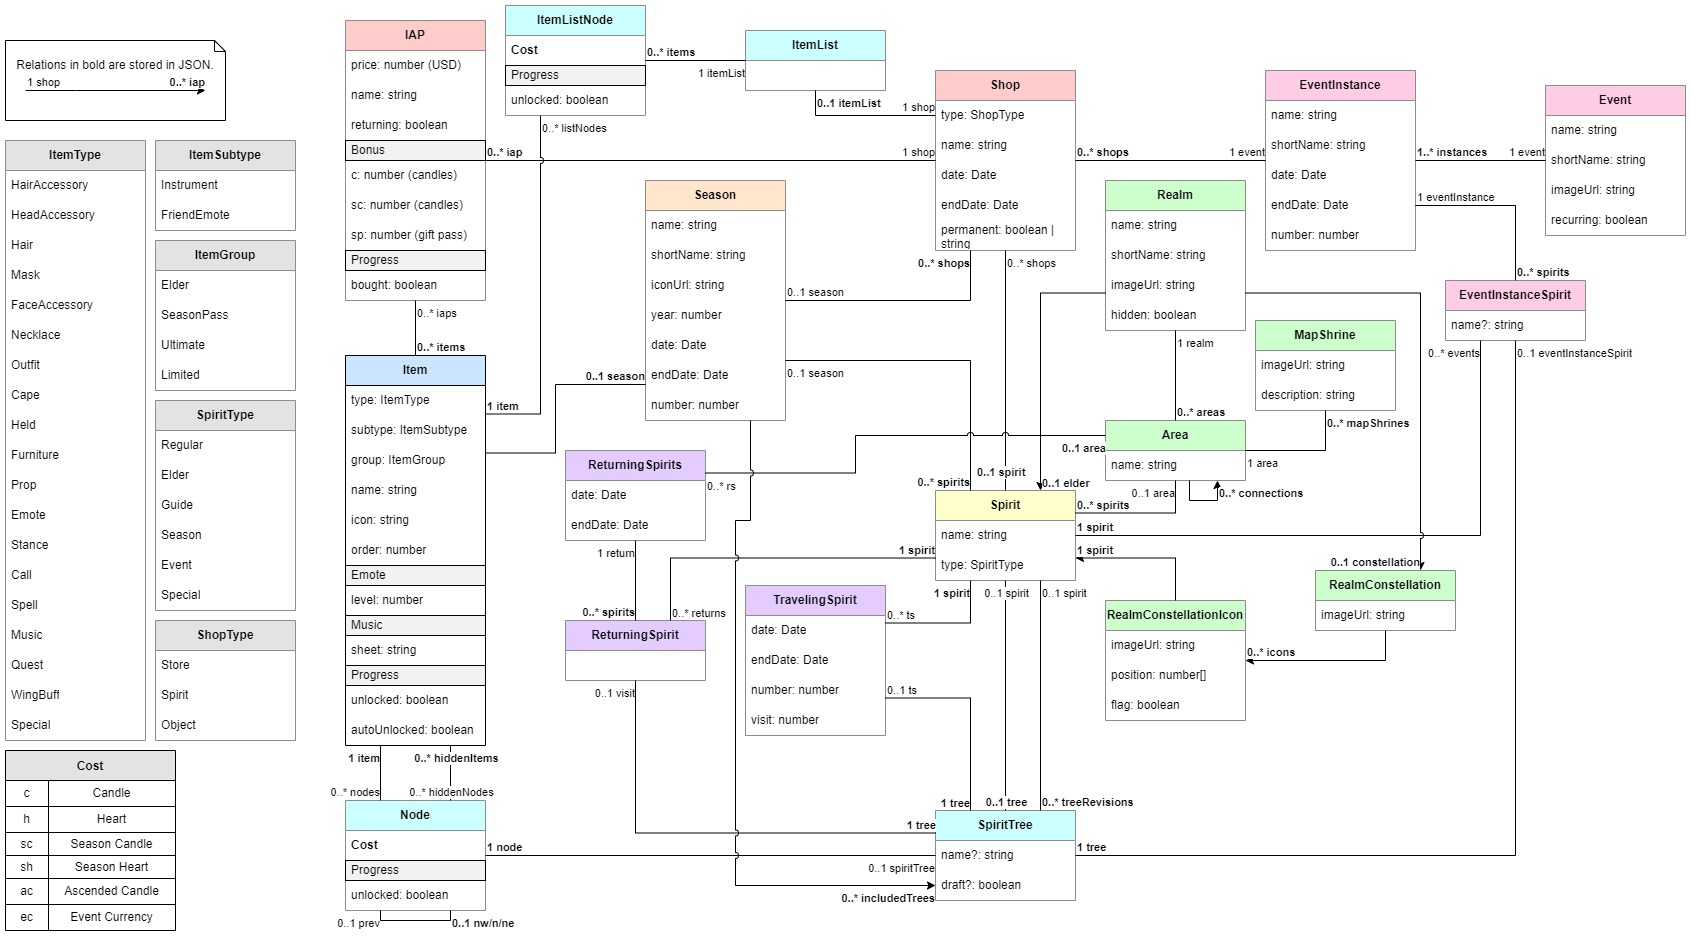 Relations in bold are stored in JSON.
1 shop
0..* iap
ItemType
HairAccessory
HeadAccessory
Hair
Mask
FaceAccessory
Necklace
Outfit
Cape
Held
Furniture
Prop
Emote
Stance
Call
Spell
Music
Quest
WingBuff
Special
ItemSubtype
Instrument
FriendEmote
ItemGroup
Elder
SeasonPass
Ultimate
Limited
SpiritType
Regular
Elder
Guide
Season
Event
Special
ShopType
Store
Spirit
Object
Cost
c Candle
h Heart
sc Season Candle
sh Season Heart
ac Ascended Candle
ec Event Currency
IAP
price: number (USD)
name: string
returning: boolean
Bonus
c: number (candles)
sc: number (candles)
sp: number (gift pass)
Progress
bought: boolean
0..* iap
1 shop
0..* iaps
0..* items
Item
type: ItemType
subtype: ItemSubtype
group: ItemGroup
name: string
icon: string
order: number
Emote
level: number
Music
sheet: string
Progress
unlocked: boolean
autoUnlocked: boolean
1 item
0..1 season
1 item
0..* hiddenItems
0..* nodes
0..* hiddenNodes
Node
Cost
Progress
unlocked: boolean
0..1 prev
0..1 nw/n/ne
1 node
0..1 spiritTree
ItemListNode
Cost
Progress
unlocked: boolean
0..* listNodes
0..* items
1 itemList
ItemList
0..1 itemList
1 shop
Shop
type: ShopType
name: string
date: Date
endDate: Date
permanent: boolean |
string
0..* shops
0..* shops
0..* shops
1 event
EventInstance
name: string
shortName: string
date: Date
endDate: Date
number: number
1..* instances
1 event
1 eventInstance
Event
name: string
shortName: string
imageUrl: string
recurring: boolean
0..* spirits
EventInstanceSpirit
name?: string
0..* events
0..1 eventInstanceSpirit
Season
name: string
shortName: string
iconUrl: string
year: number
date: Date
endDate: Date
number: number
0..1 season
0..1 season
Realm
name: string
shortName: string
imageUrl: string
hidden: boolean
1 realm
0..* areas
MapShrine
imageUrl: string
description: string
0..* mapShrines
Area
name: string
0..1 area
1 area
0..1 area
0..* connections
ReturningSpirits
date: Date
endDate: Date
0..* rs
1 return
0..* spirits
0..* returns
ReturningSpirit
0..1 visit
0..* spirits
0..1 spirit
0..1 elder
Spirit
name: string
type: SpiritType
0..* spirits
1 spirit
1 spirit
1 spirit
1 spirit
0..1 spirit
0..1 spirit
TravelingSpirit
date: Date
endDate: Date
number: number
visit: number
0..* ts
0..1 ts
RealmConstellationIcon
imageUrl: string
position: number[]
flag: boolean
0..1 constellation
RealmConstellation
imageUrl: string
0..* icons
1 tree
0..1 tree
0..* treeRevisions
1 tree
SpiritTree
name?: string
draft?: boolean
1 tree
0..* includedTrees